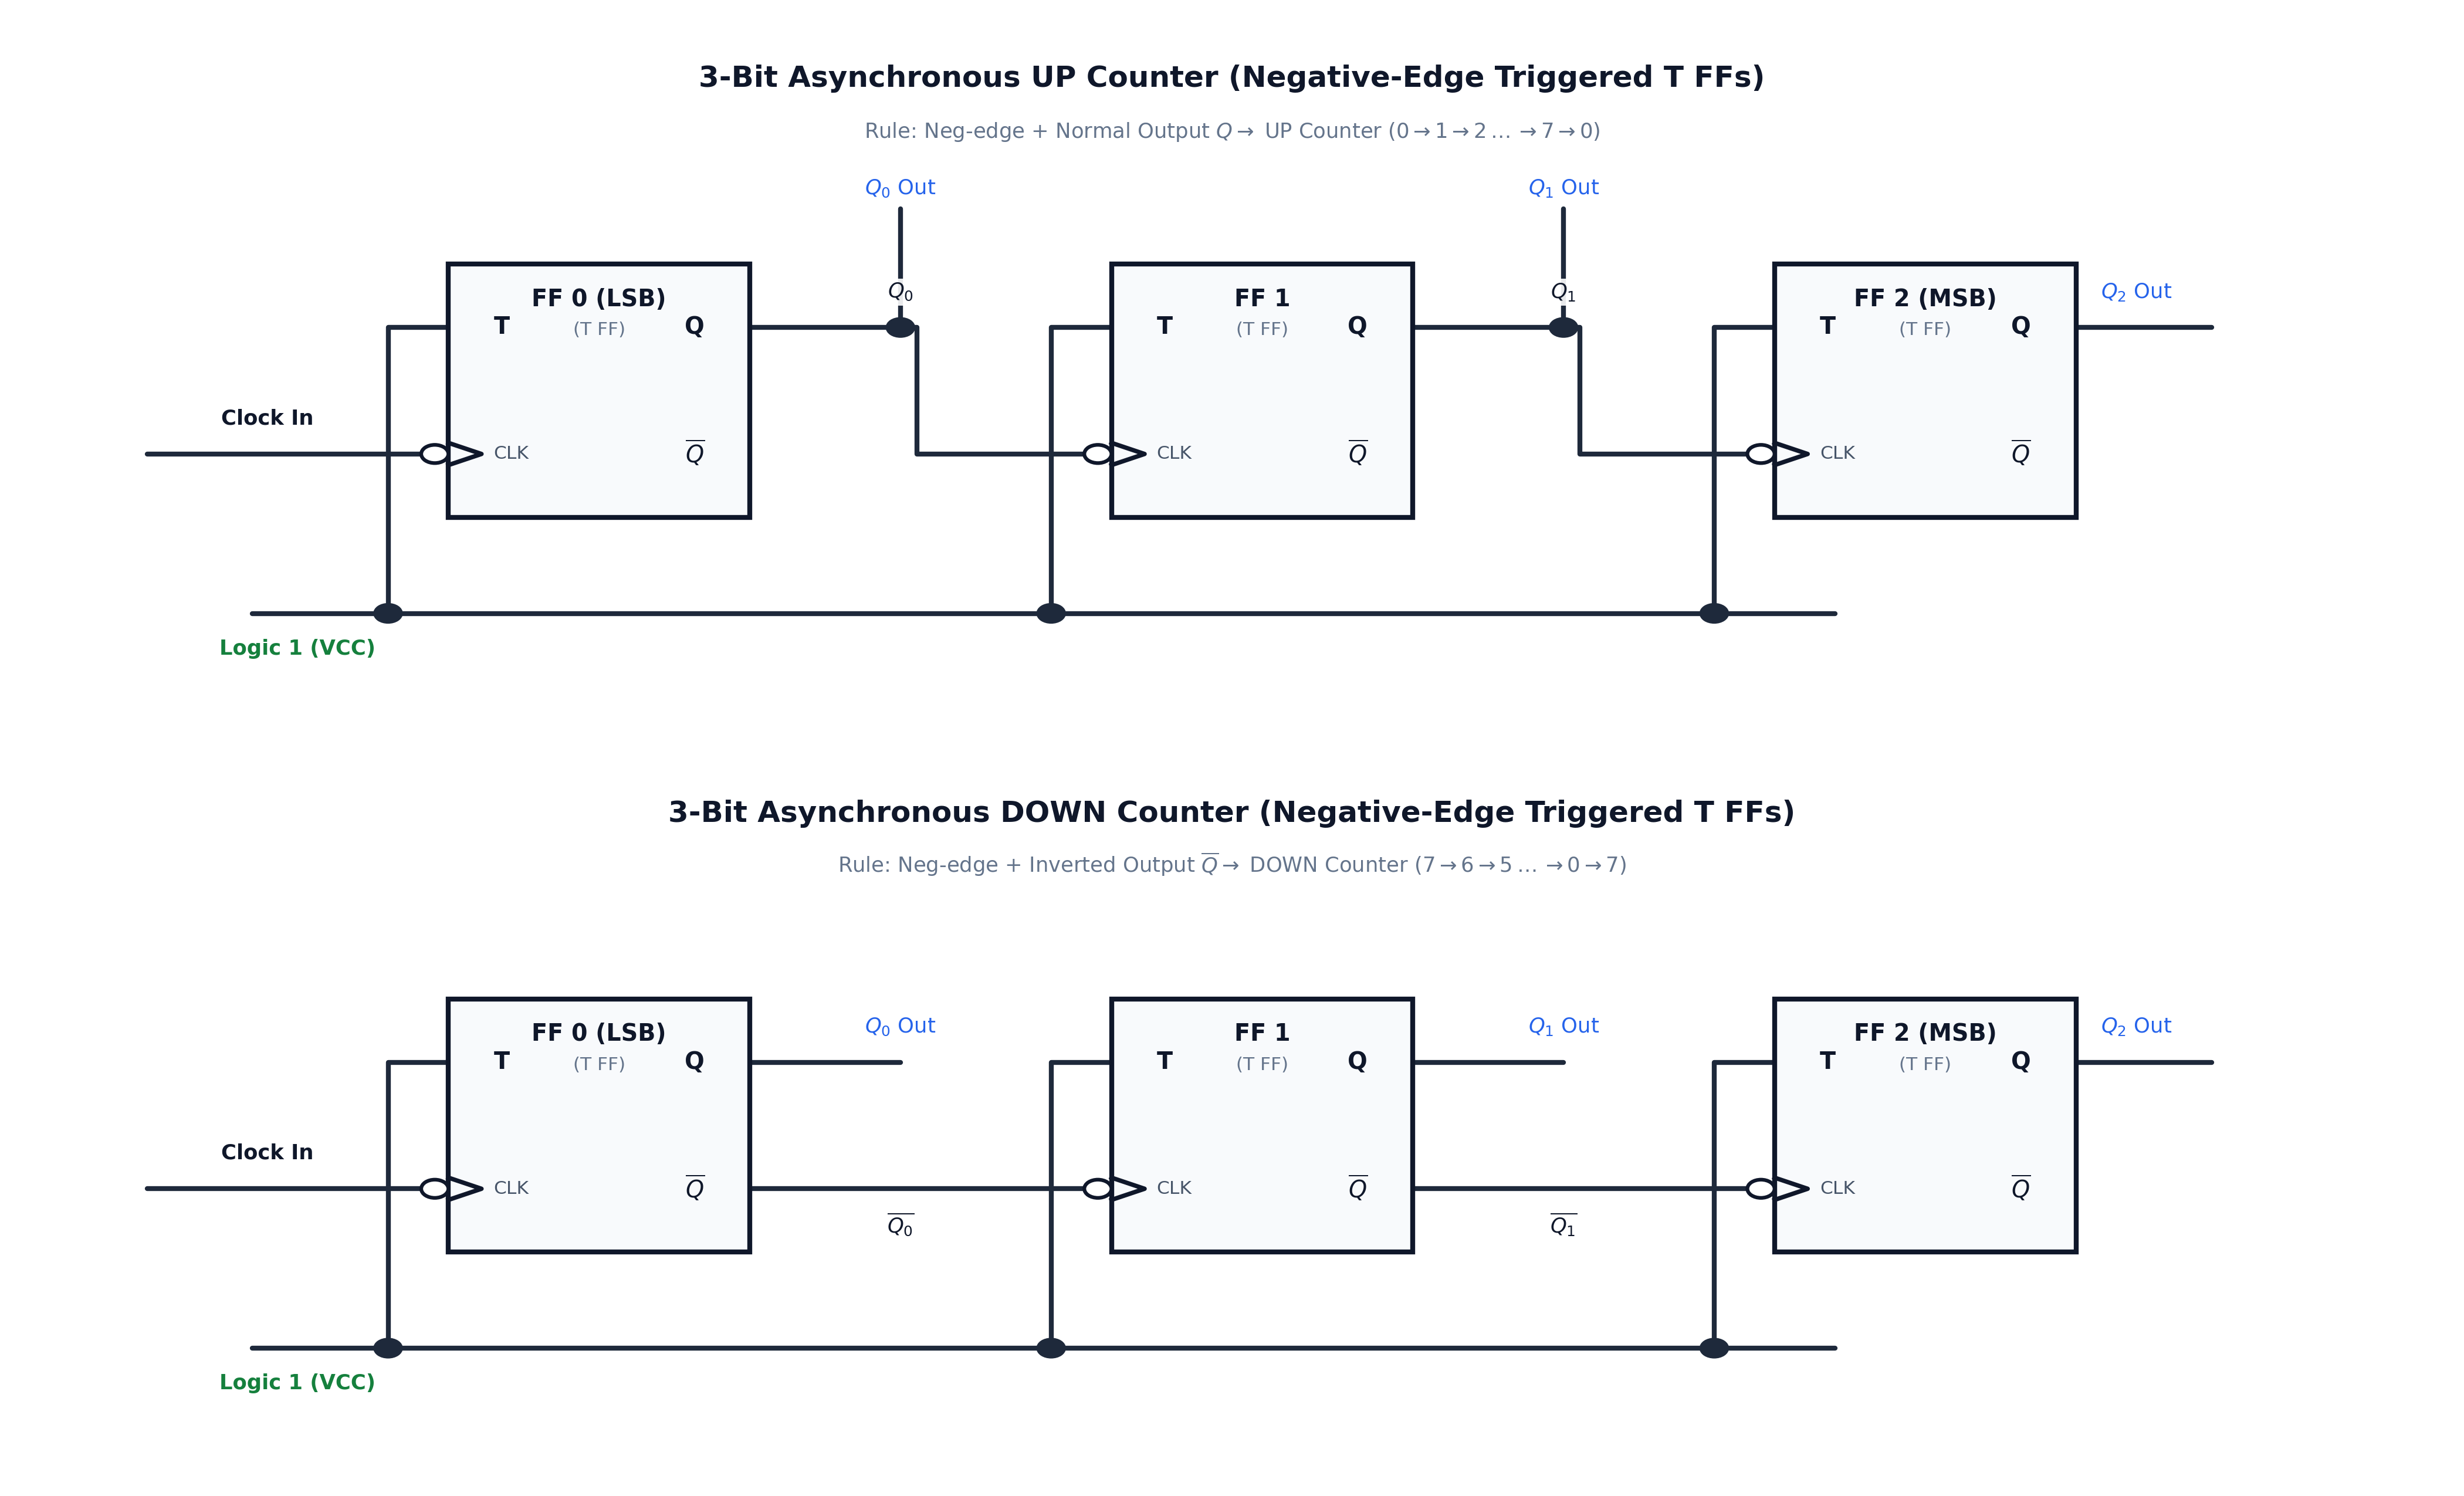 3-Bit Asynchronous UP Counter (Negative-Edge Triggered T FFs)
Rule: Neg-edge + Normal Output Q → UP Counter (0→1→2… →7→0)
Q₀ Out
Q₁ Out
Q₀
Q₁
FF 0 (LSB)
T (T FF) Q
FF 1
T (T FF) Q
FF 2 (MSB)
T (T FF) Q
Q₂ Out
Clock In
CLK Q̅
CLK Q̅
CLK Q̅
Logic 1 (VCC)
3-Bit Asynchronous DOWN Counter (Negative-Edge Triggered T FFs)
Rule: Neg-edge + Inverted Output Q̅ → DOWN Counter (7→6→5… →0→7)
FF 0 (LSB)
T (T FF) Q
Q₀ Out
FF 1
T (T FF) Q
Q₁ Out
FF 2 (MSB)
T (T FF) Q
Q₂ Out
Clock In
CLK Q̅
Q̅₀
CLK Q̅
Q̅₁
CLK Q̅
Logic 1 (VCC)